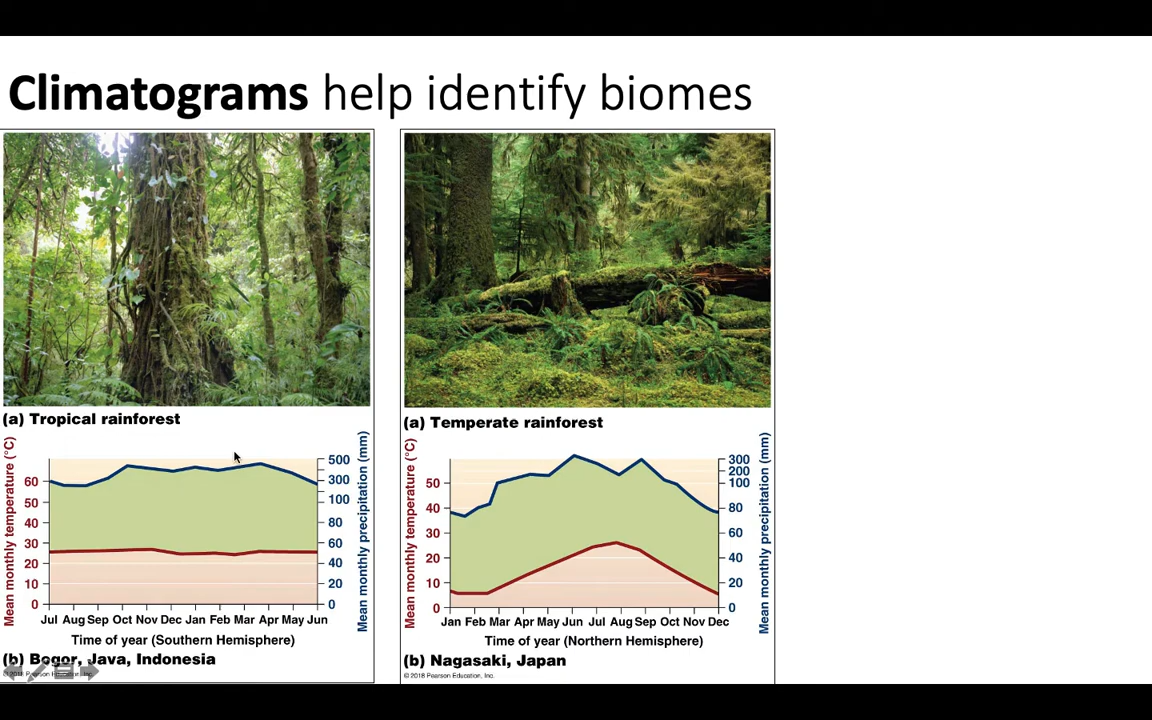 Climatograms help identify biomes
(a) Tropical rainforest
Mean monthly temperature (°C)
60
50
40
30
20
10
0
500
300
100
80
60
40
20
0
Mean monthly precipitation (mm)
Jul Aug Sep Oct Nov Dec Jan Feb Mar Apr May Jun
Time of year (Southern Hemisphere)
(b) Bogor, Java, Indonesia
© 2018 Pearson Education, Inc.
(a) Temperate rainforest
Mean monthly temperature (°C)
50
40
30
20
10
0
300
200
100
80
60
40
20
0
Mean monthly precipitation (mm)
Jan Feb Mar Apr May Jun Jul Aug Sep Oct Nov Dec
Time of year (Northern Hemisphere)
(b) Nagasaki, Japan
© 2018 Pearson Education, Inc.